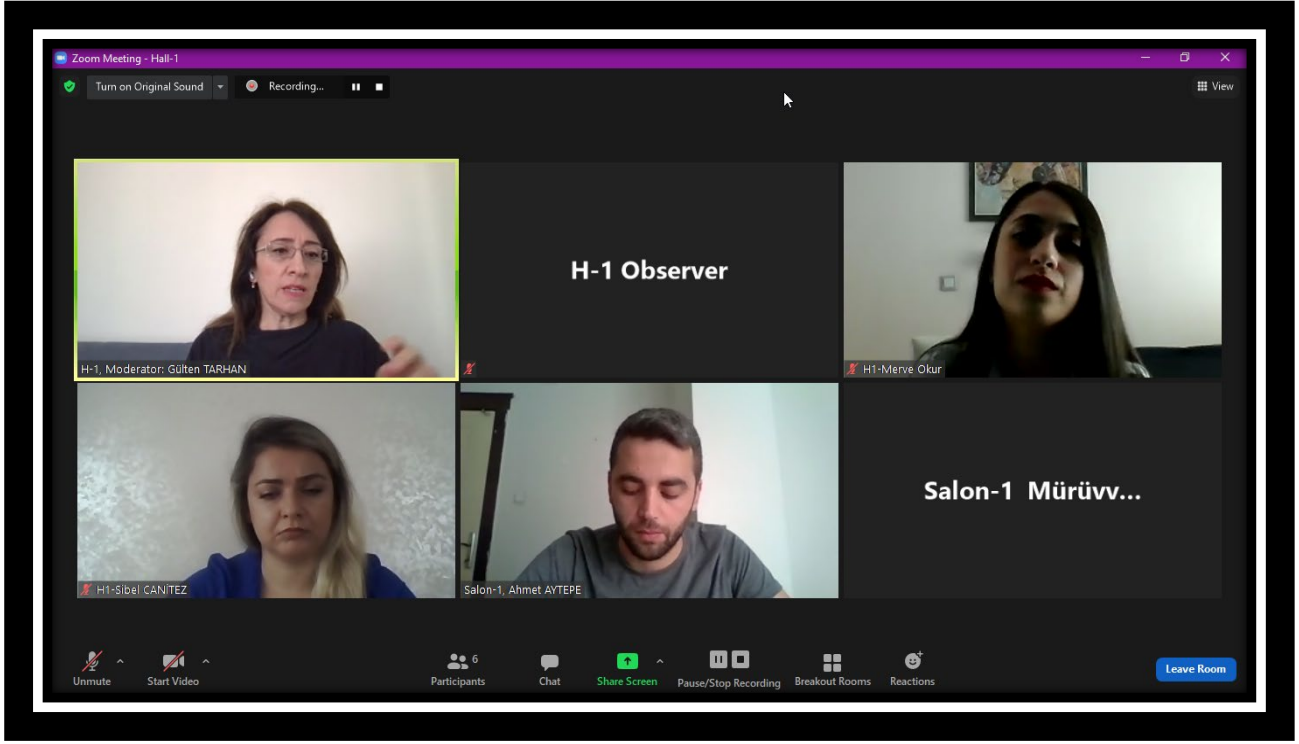 Zoom Meeting - Hall-1
Turn on Original Sound
Recording...
View
H-1, Moderator: Gülten TARHAN
H-1 Observer
H1-Merve Okur
H1-Sibel CANİTEZ
Salon-1, Ahmet AYTEPE
Salon-1 Mürüvv...
Unmute
Start Video
6
Participants
Chat
Share Screen
Pause/Stop Recording
Breakout Rooms
Reactions
Leave Room